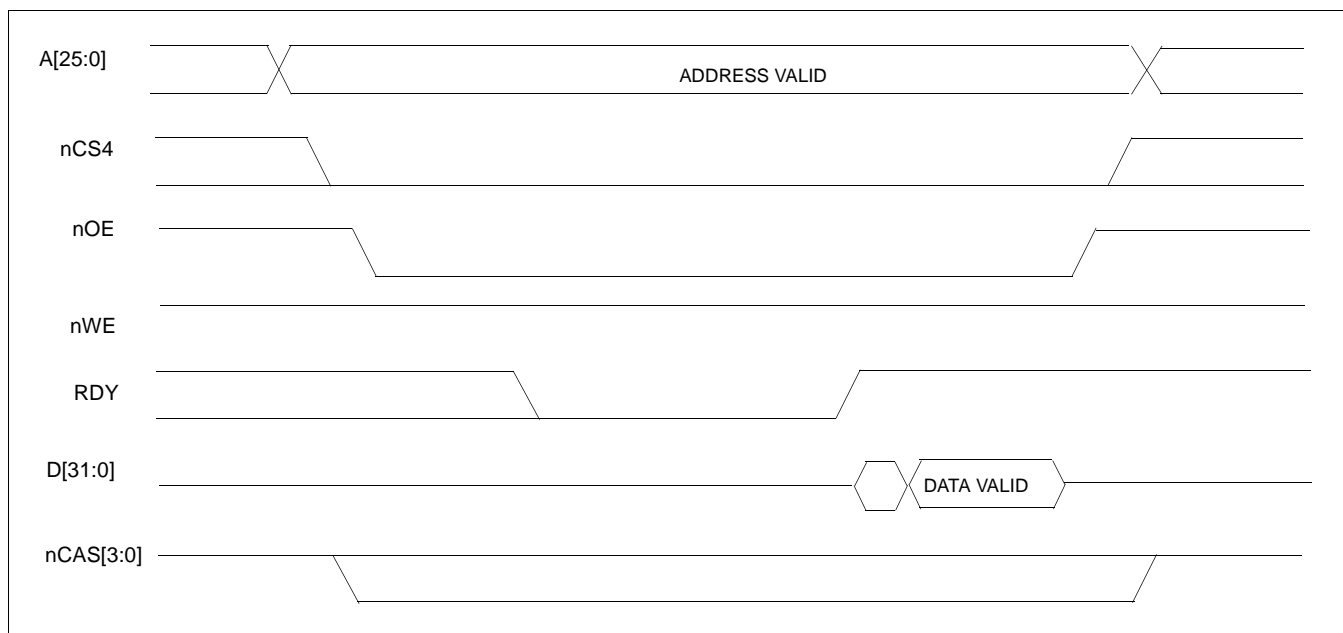 A[25:0]
ADDRESS VALID
nCS4
nOE
nWE
RDY
D[31:0]
DATA VALID
nCAS[3:0]